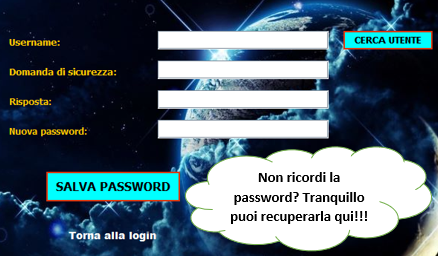 Username:
CERCA UTENTE
Domanda di sicurezza:
Risposta:
Nuova password:
SALVA PASSWORD
Non ricordi la
password? Tranquillo
puoi recuperarla qui!!!
Torna alla login